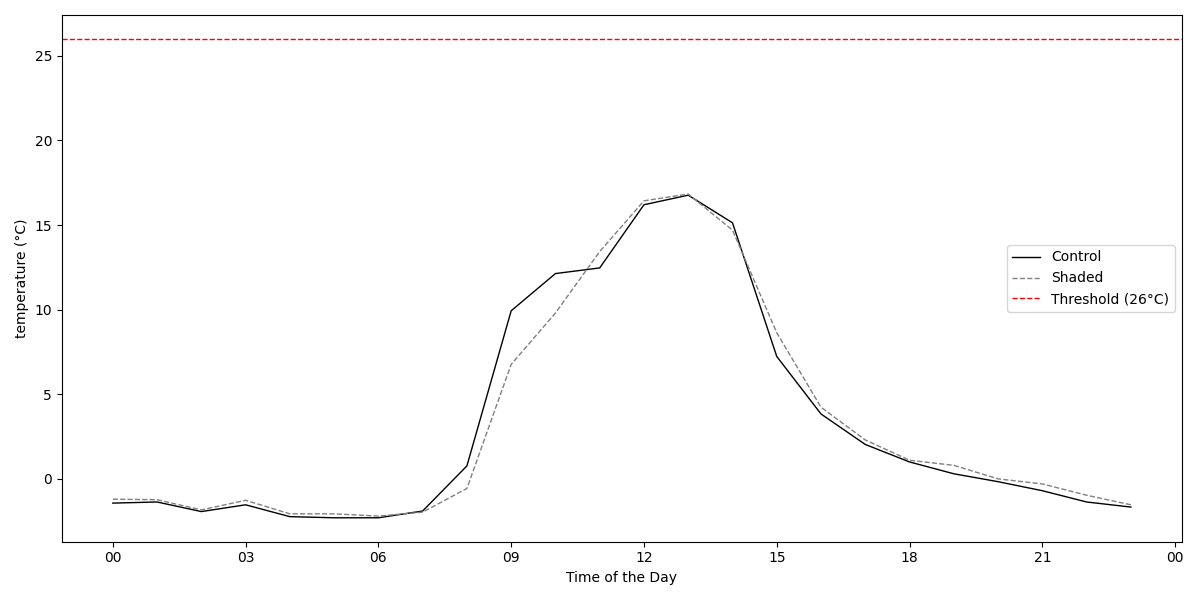 25
20
15
10
5
0
temperature (°C)
Control
Shaded
Threshold (26°C)
00 03 06 09 12 15 18 21 00
Time of the Day